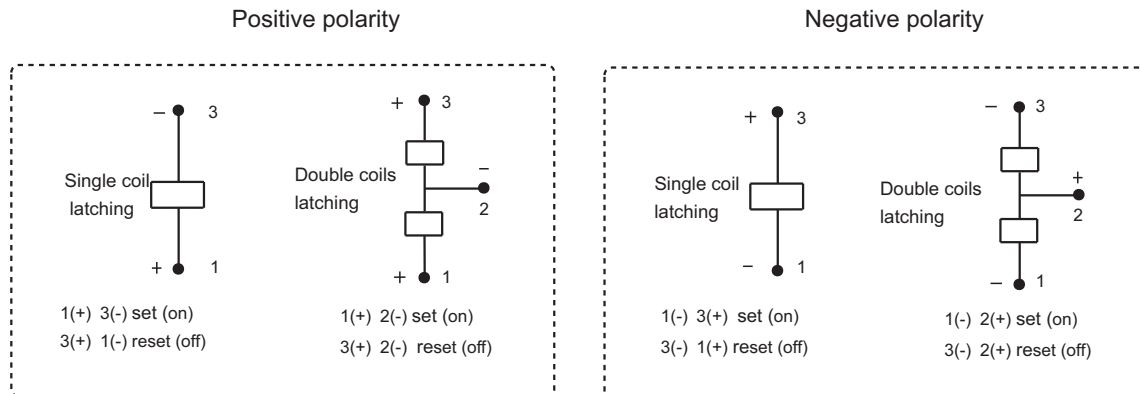 Positive polarity
− 3
Single coil
latching
+ 1
1(+) 3(-) set (on)
3(+) 1(-) reset (off)
+ 3
Double coils
latching
−
2
+ 1
1(+) 2(-) set (on)
3(+) 2(-) reset (off)
Negative polarity
+ 3
Single coil
latching
− 1
1(-) 3(+) set (on)
3(-) 1(+) reset (off)
− 3
Double coils
latching
+
2
− 1
1(-) 2(+) set (on)
3(-) 2(+) reset (off)